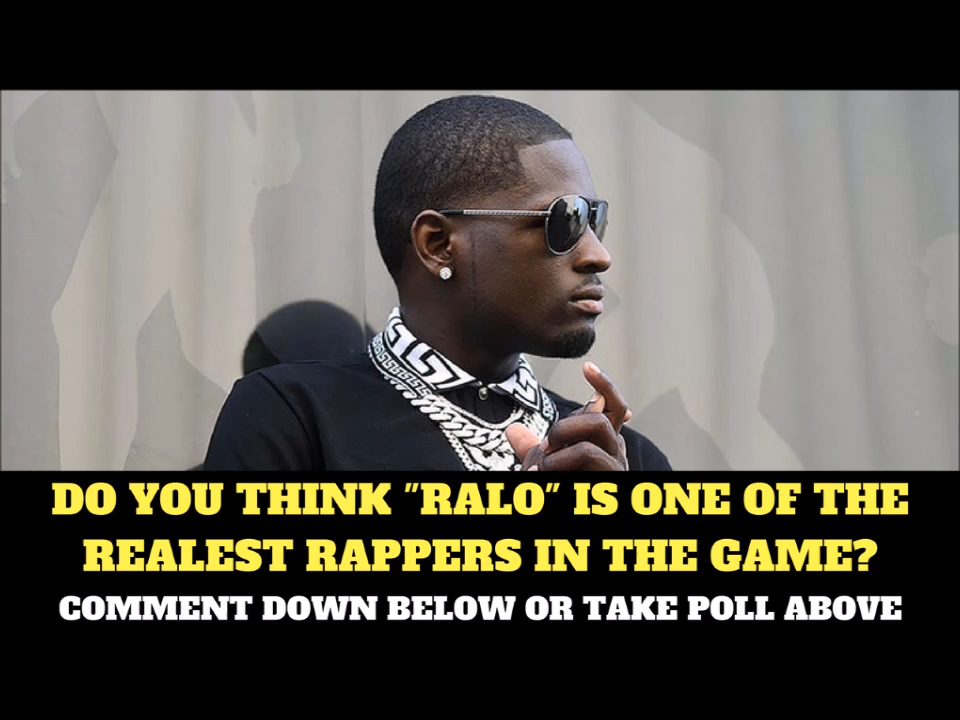 DO YOU THINK "RALO" IS ONE OF THE
REALEST RAPPERS IN THE GAME?
COMMENT DOWN BELOW OR TAKE POLL ABOVE